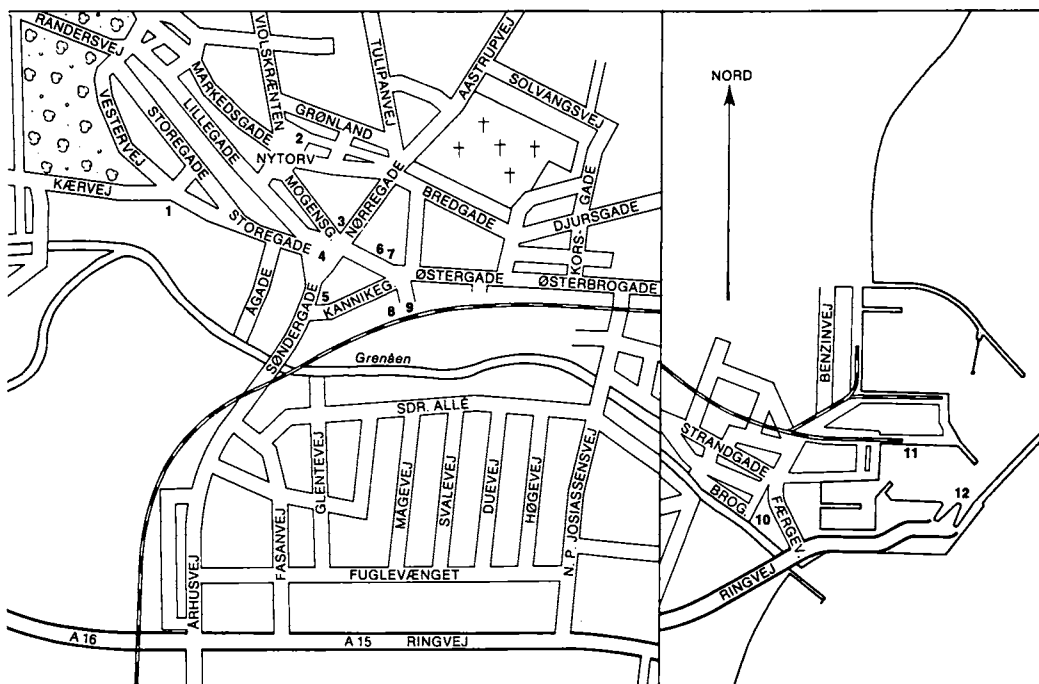 RANDERSVEJ
VIOLSKRÆNTEN
TULIPANVEJ
AASTRUPVEJ
SOLVANGSVEJ
NORD
MARKEDSGADE
LILLEGADE
STOREGADE
VESTERVEJ
GRØNLAND
2
NYTORV
KÆRVEJ
1
MOGENSG.
3
NØRREGADE
BREDGADE
KORS-
GADE
DJURSGADE
STOREGADE
4
6
7
ØSTERGADE
ØSTERBROGADE
ÅGADE
5
KANNIKEG.
8
9
SØNDERGADE
Grenåen
BENZINVEJ
SDR. ALLÉ
STRANDGADE
11
GLENTEVEJ
MÅGEVEJ
SVALEVEJ
DUEVEJ
HØGEVEJ
N. P. JOSIASSENSVEJ
BROG.
10
FÆRGEV.
12
FASANVEJ
ÅRHUSVEJ
FUGLEVÆNGET
RINGVEJ
A 16
A 15 RINGVEJ